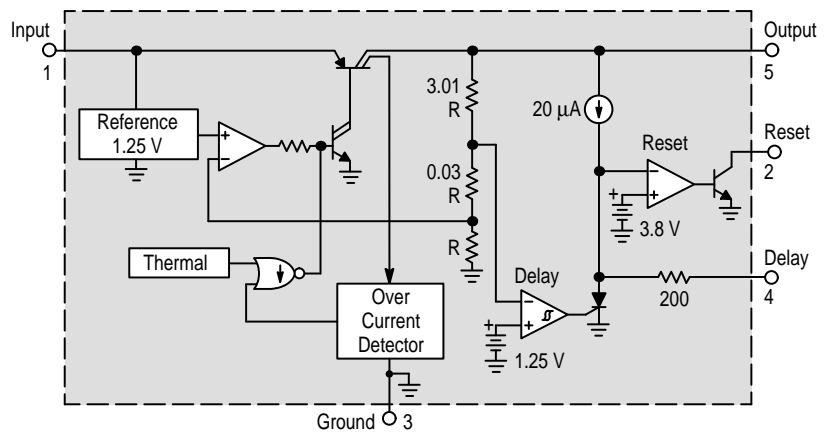 Input
1
Output
5
Reference
1.25 V
+
−
3.01
R
0.03
R
R
20 µA
Reset
−
+
+
3.8 V
Reset
2
Thermal
Over
Current
Detector
Delay
−
+
+
1.25 V
200
Delay
4
Ground
3